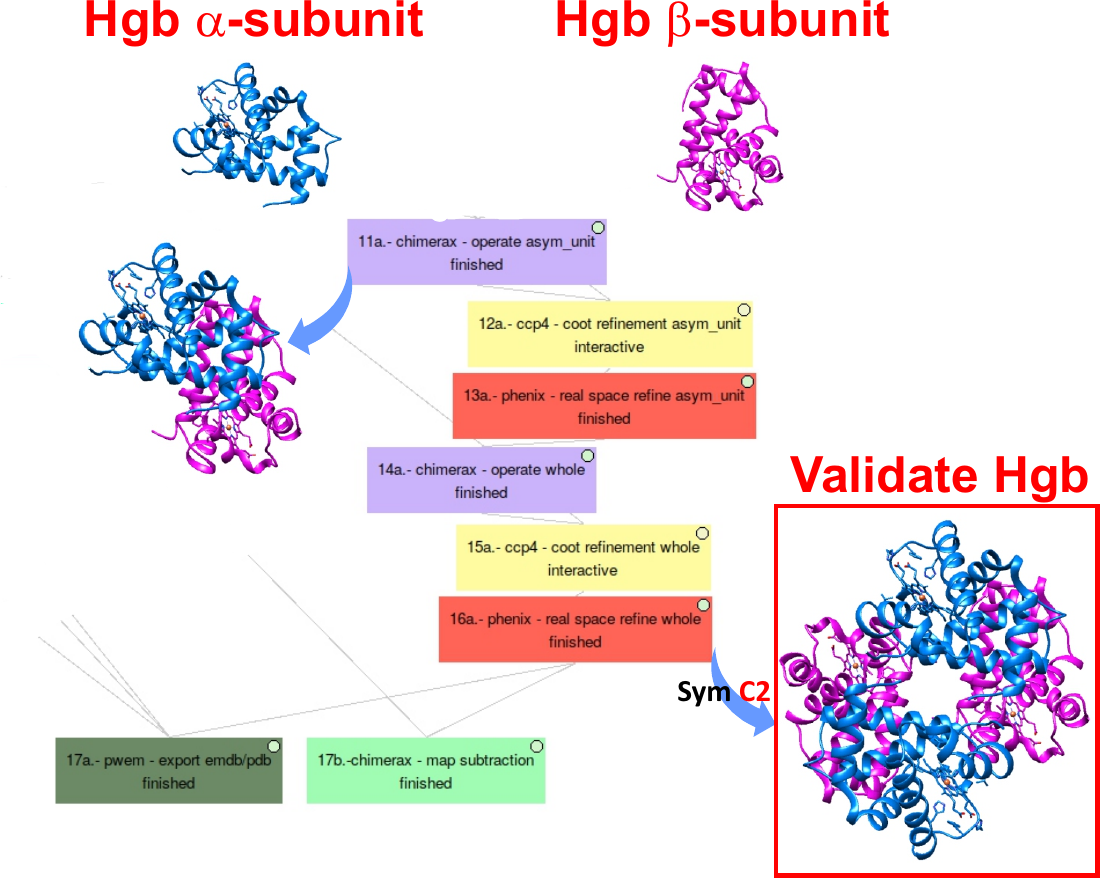 Hgb α-subunit
Hgb β-subunit
11a.- chimerax - operate asym_unit
finished
12a.- ccp4 - coot refinement asym_unit
interactive
13a.- phenix - real space refine asym_unit
finished
14a.- chimerax - operate whole
finished
Validate Hgb
15a.- ccp4 - coot refinement whole
interactive
16a.- phenix - real space refine whole
finished
Sym C2
17a.- pwem - export emdb/pdb
finished
17b.-chimerax - map subtraction
finished